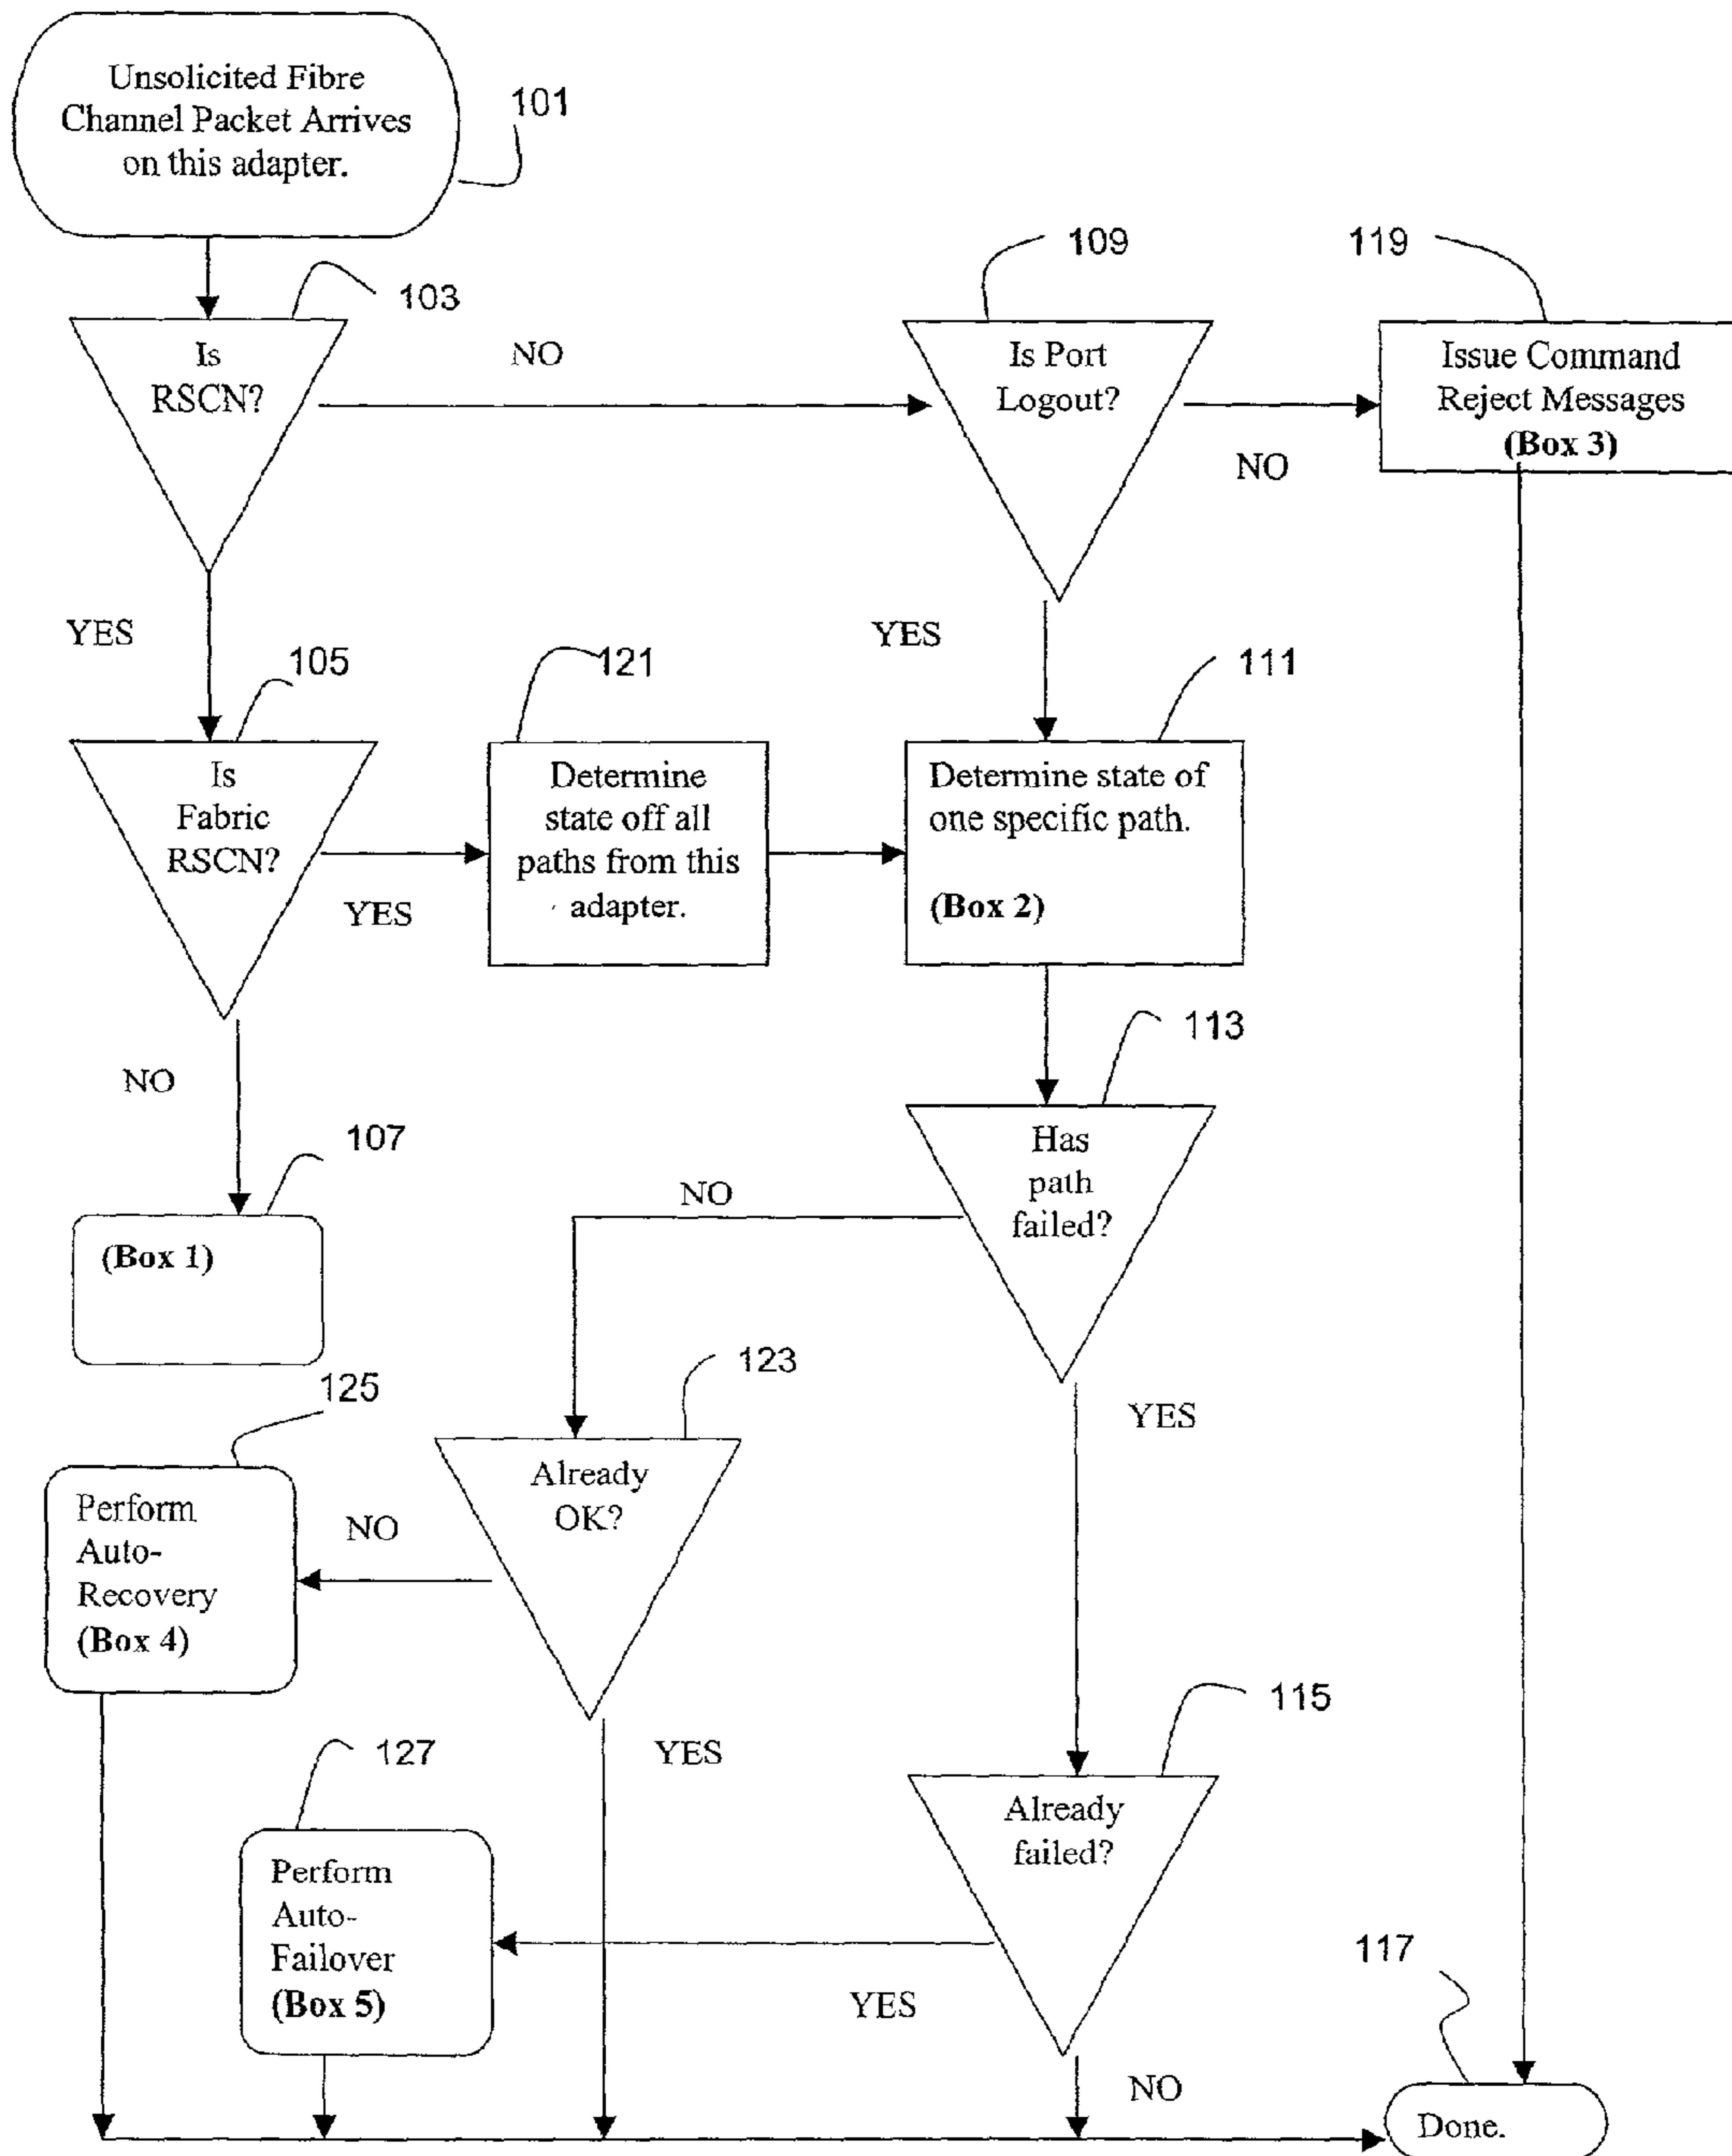 Unsolicited Fibre
Channel Packet Arrives
on this adapter.
101
103
Is
RSCN?
NO
109
Is Port
Logout?
NO
119
Issue Command
Reject Messages
(Box 3)
YES
105
Is
Fabric
RSCN?
YES
121
Determine
state off all
paths from this
adapter.
YES
111
Determine state of
one specific path.
(Box 2)
NO
107
(Box 1)
113
Has
path
failed?
NO
YES
123
Already
OK?
NO
125
Perform
Auto-
Recovery
(Box 4)
YES
115
Already
failed?
127
Perform
Auto-
Failover
(Box 5)
YES
NO
117
Done.